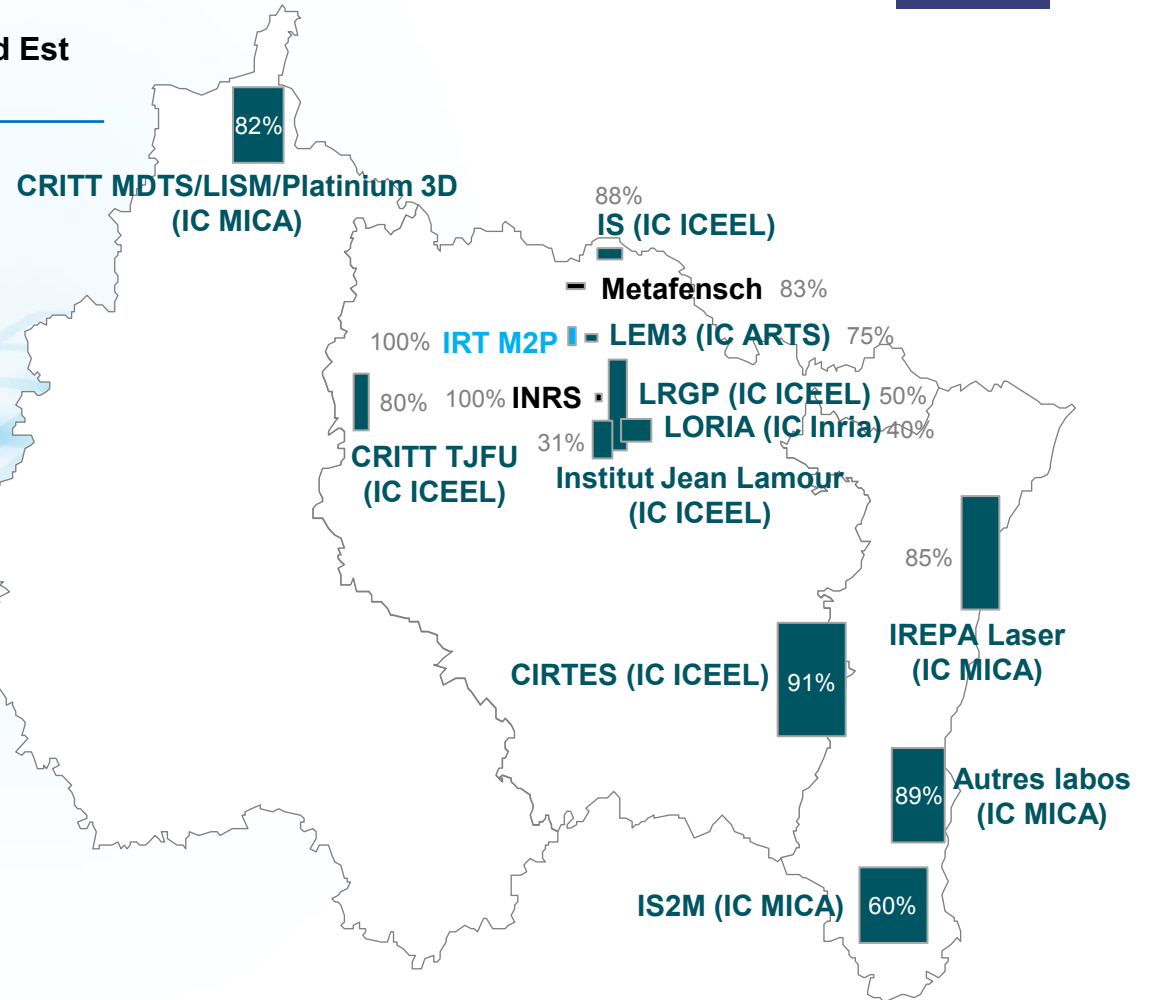 d Est
82%
CRITT MDTS/LISM/Platinium 3D
(IC MICA)
88%
IS (IC ICEEL)
Metafensch 83%
100% IRT M2P LEM3 (IC ARTS) 75%
80% 100% INRS LRGP (IC ICEEL) 50%
LORIA (IC Inria) 40%
31%
CRITT TJFU
(IC ICEEL)
Institut Jean Lamour
(IC ICEEL)
85%
IREPA Laser
(IC MICA)
CIRTES (IC ICEEL) 91%
89% Autres labos
(IC MICA)
IS2M (IC MICA) 60%